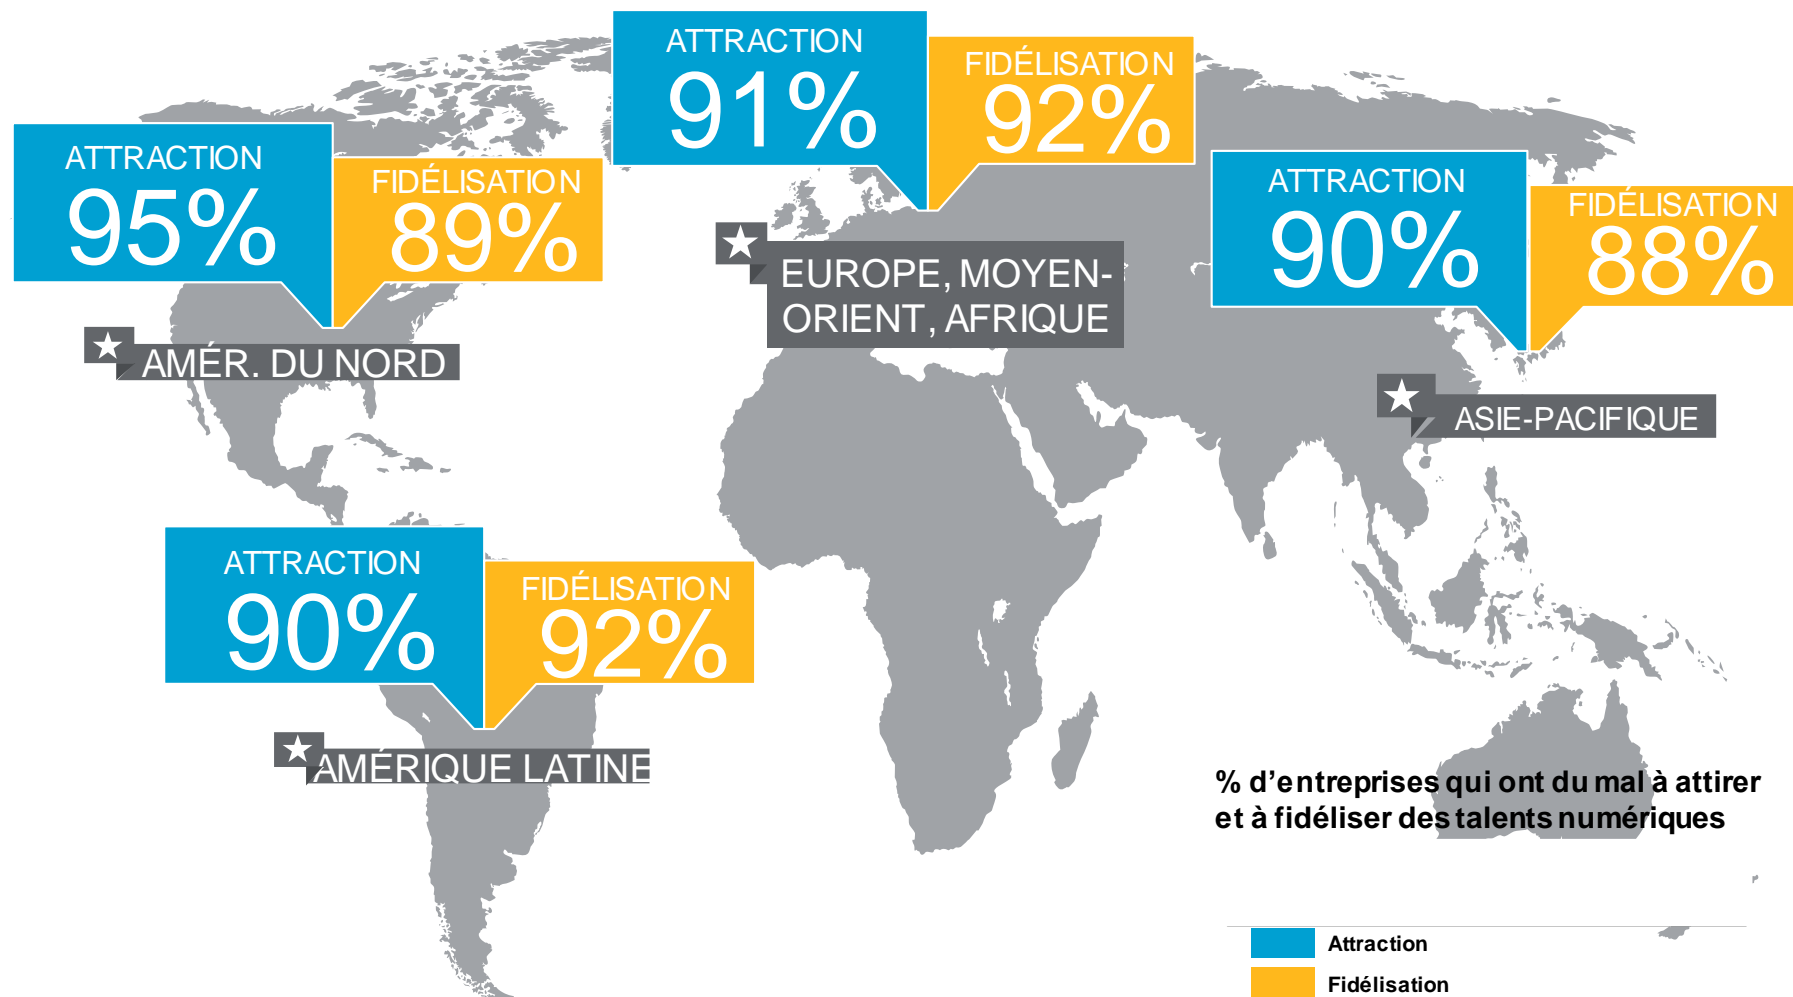 ATTRACTION
91%
FIDÉLISATION
92%
ATTRACTION
95%
FIDÉLISATION
89%
ATTRACTION
90%
FIDÉLISATION
88%
EUROPE, MOYEN-
ORIENT, AFRIQUE
AMÉR. DU NORD
ASIE-PACIFIQUE
ATTRACTION
90%
FIDÉLISATION
92%
AMÉRIQUE LATINE
% d’entreprises qui ont du mal à attirer
et à fidéliser des talents numériques
Attraction
Fidélisation